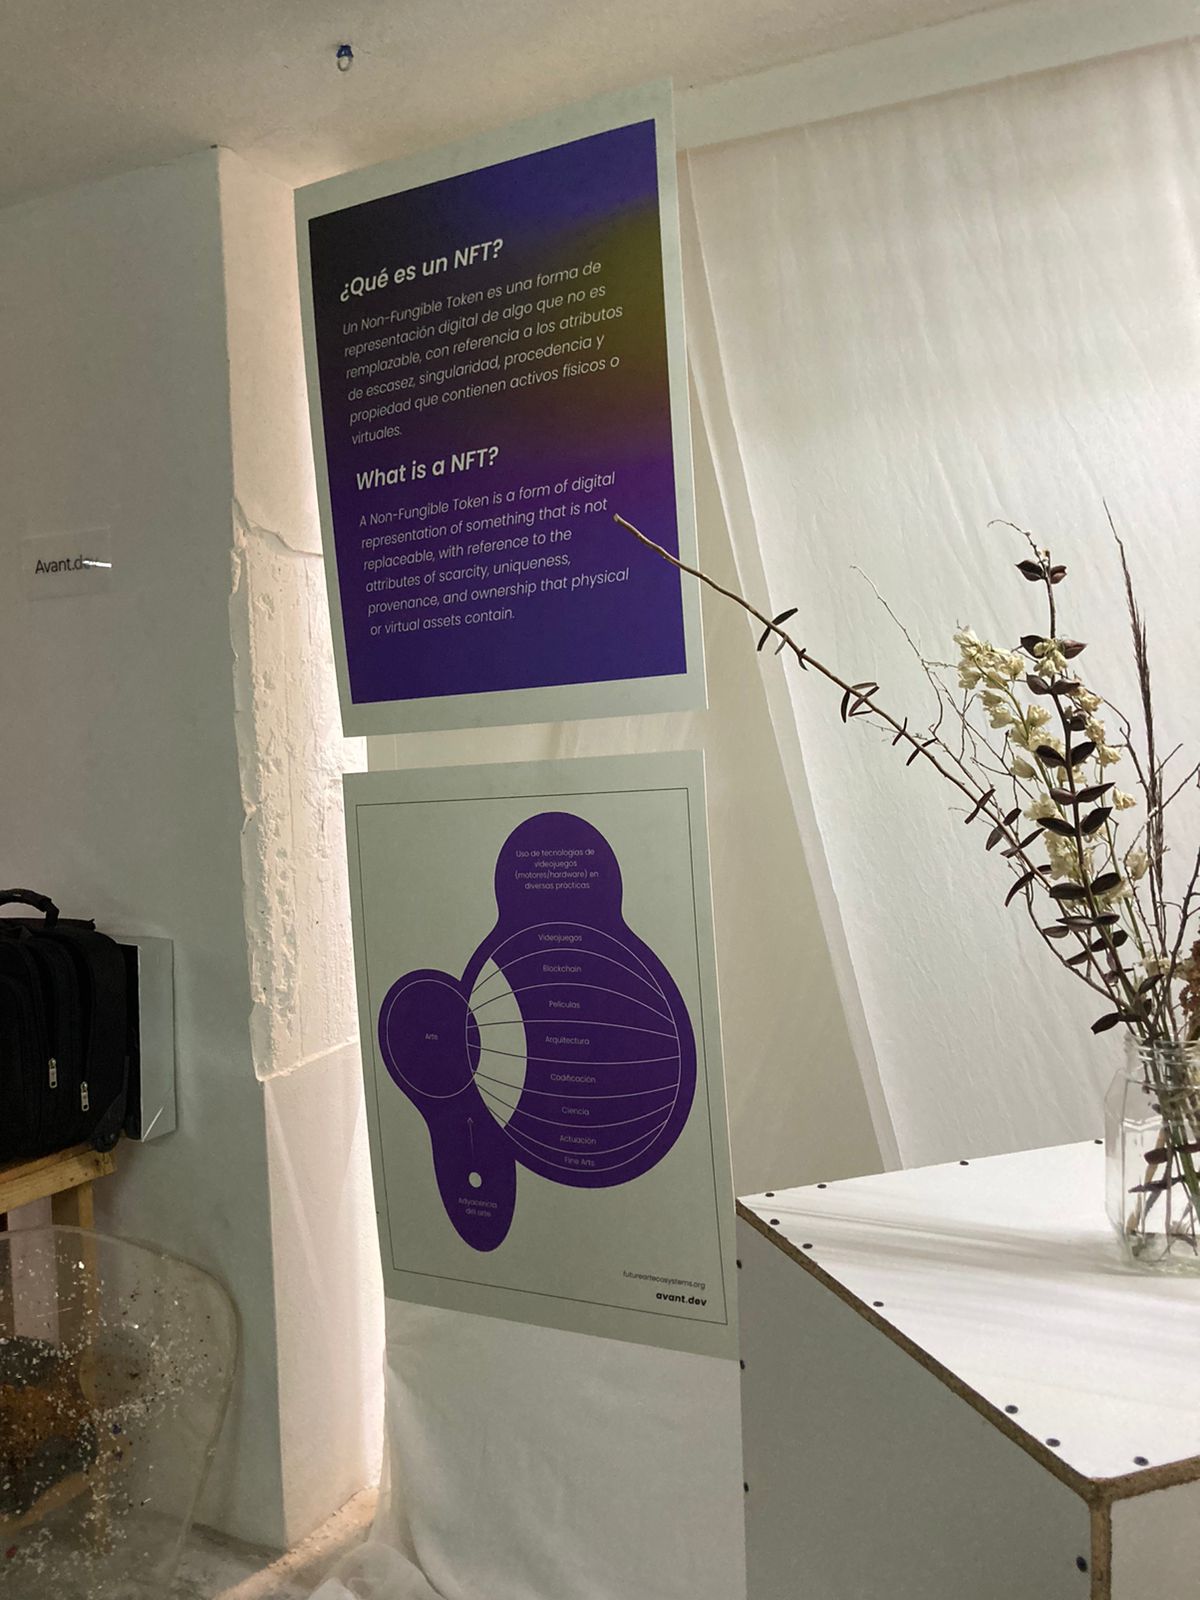 ¿Qué es un NFT?
Un Non-Fungible Token es una forma de
representación digital de algo que no es
remplazable, con referencia a los atributos
de escasez, singularidad, procedencia y
propiedad que contienen activos físicos o
virtuales.
What is a NFT?
A Non-Fungible Token is a form of digital
representation of something that is not
replaceable, with reference to the
attributes of scarcity, uniqueness,
provenance, and ownership that physical
or virtual assets contain.
Avant.dev
Uso de tecnologías de
videojuegos
(motores/hardware) en
diversas prácticas
Videojuegos
Blockchain
Películas
Arquitectura
Codificación
Ciencia
Actuación
Fine Arts
Arte
Adyacencia
del arte
futureartecosystems.org
avant.dev